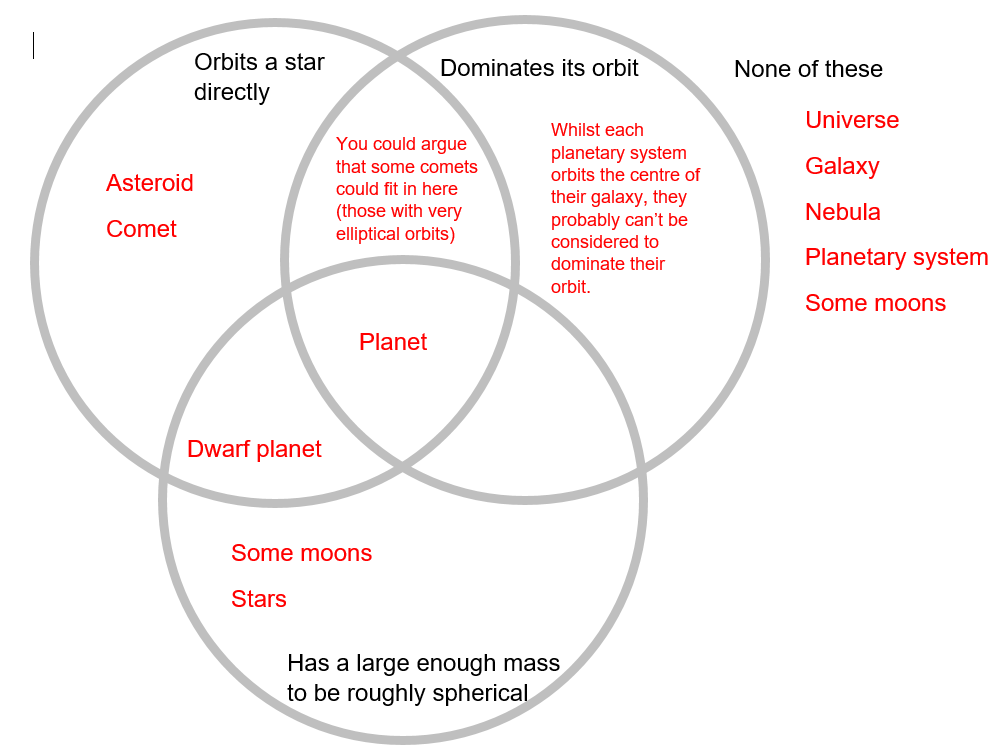 Orbits a star
directly
Dominates its orbit
None of these
You could argue
that some comets
could fit in here
(those with very
elliptical orbits)
Whilst each
planetary system
orbits the centre of
their galaxy, they
probably can’t be
considered to
dominate their
orbit.
Universe
Galaxy
Nebula
Planetary system
Some moons
Asteroid
Comet
Planet
Dwarf planet
Some moons
Stars
Has a large enough mass
to be roughly spherical